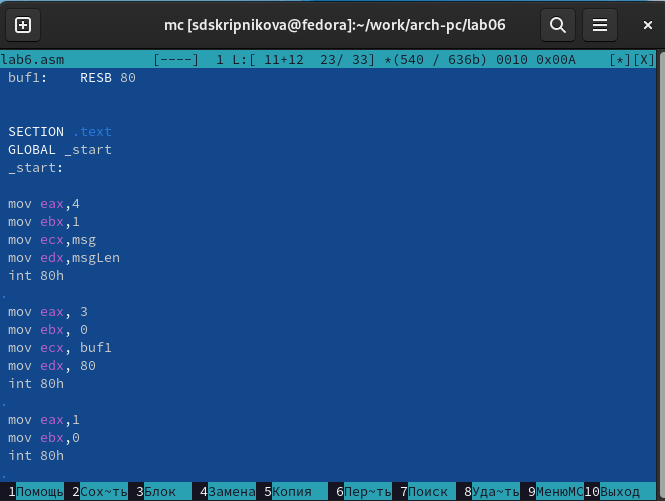 mc [sdskripnikova@fedora]:~/work/arch-pc/lab06
lab6.asm [----] 1 L:[ 11+12 23/ 33] *(540 / 636b) 0010 0x00A [*][X]
buf1: RESB 80
SECTION .text
GLOBAL _start
_start:
mov eax,4
mov ebx,1
mov ecx,msg
mov edx,msgLen
int 80h
.
mov eax, 3
mov ebx, 0
mov ecx, buf1
mov edx, 80
int 80h
.
mov eax,1
mov ebx,0
int 80h
.
1Помощь 2Сох~ть 3Блок 4Замена 5Копия 6Пер~ть 7Поиск 8Уда~ть 9МенюMC 10Выход